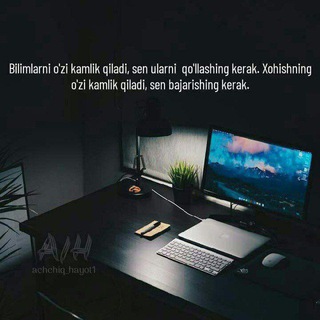 Bilimlarni o'zi kamlik qiladi, sen ularni  qo'llashing kerak. Xohishning
o'zi kamlik qiladi, sen bajarishing kerak.
A/H
achchiq_hayot1